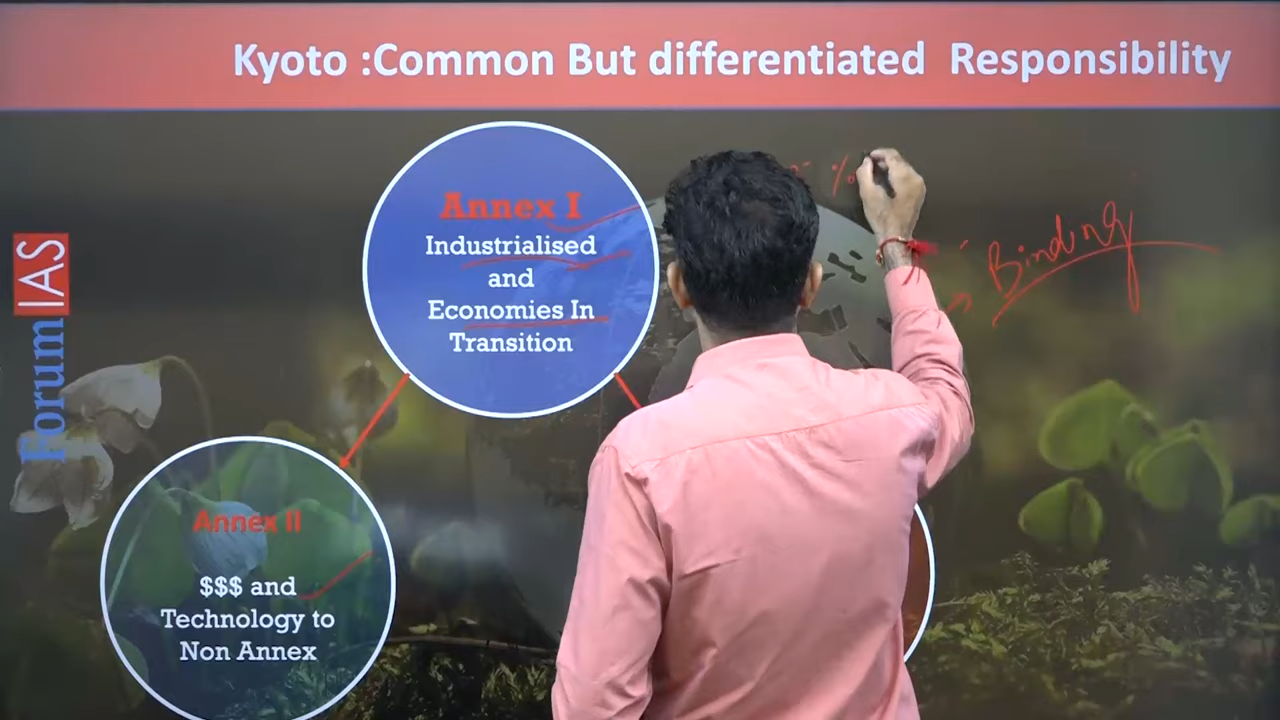 Kyoto :Common But differentiated Responsibility
Annex I
Industrialised
and
Economies In
Transition
%
Binding
ForumIAS
Annex II
$$$ and
Technology to
Non Annex